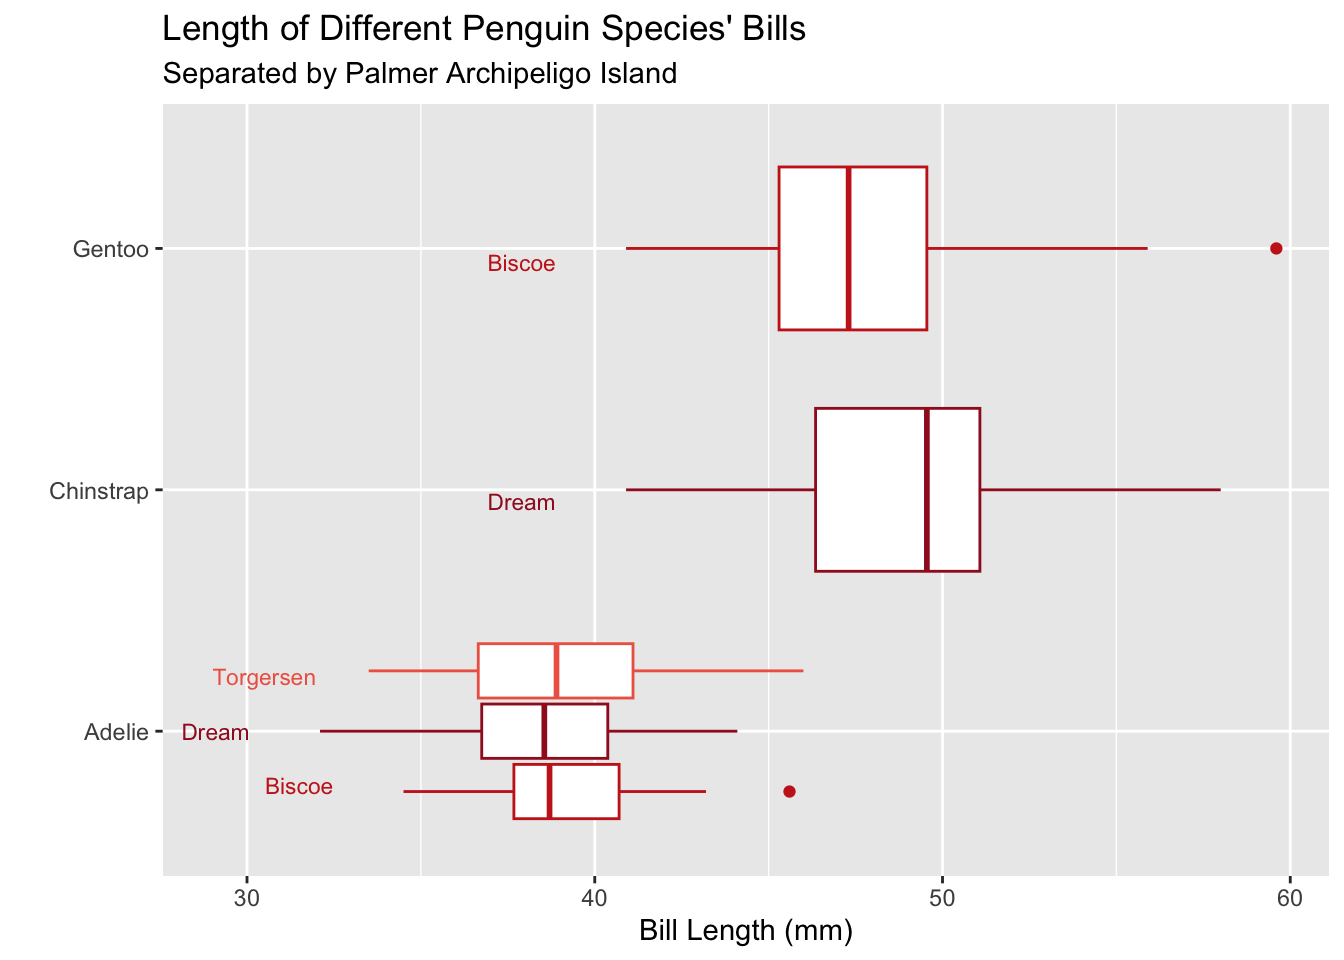 Length of Different Penguin Species' Bills
Separated by Palmer Archipeligo Island
Gentoo
Biscoe
Chinstrap
Dream
Torgersen
Adelie
Dream
Biscoe
30 40 50 60
Bill Length (mm)